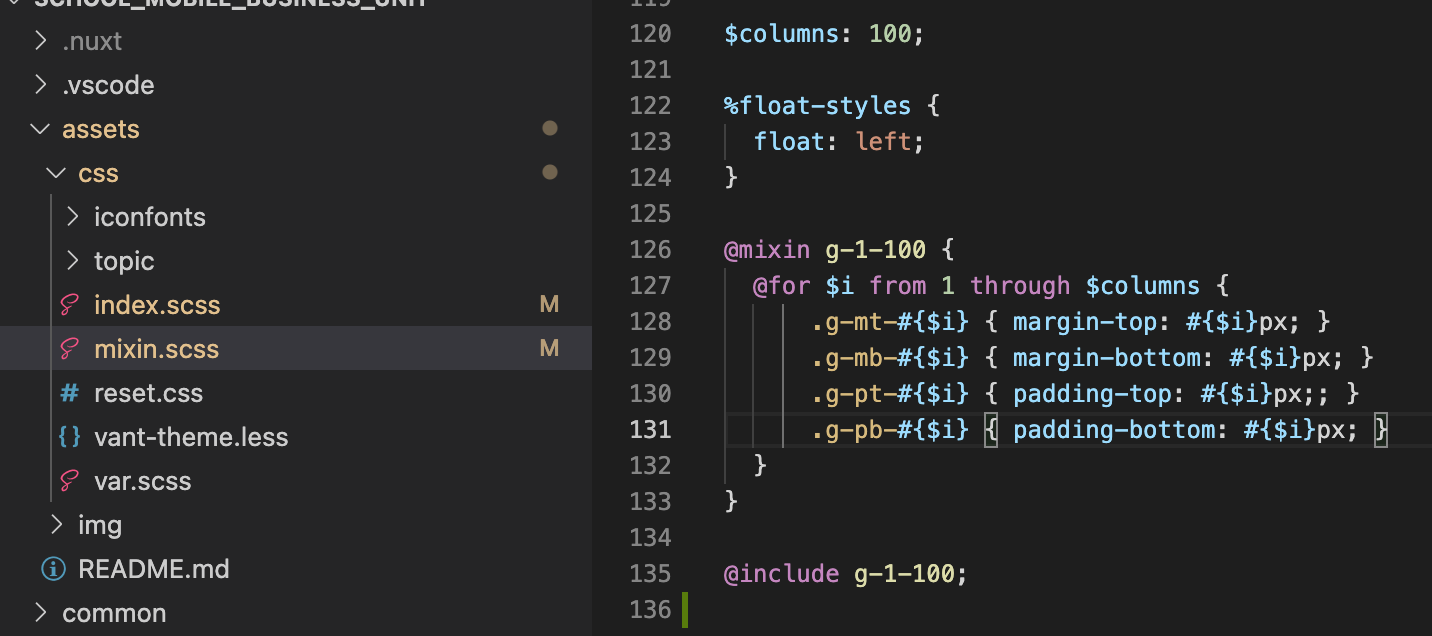 SCHOOL_MOBILE_BUSINESS_UNIT
.nuxt
.vscode
assets
css
iconfonts
topic
index.scss M
mixin.scss M
# reset.css
{} vant-theme.less
var.scss
img
README.md
common
119
120 $columns: 100;
121
122 %float-styles {
123 float: left;
124 }
125
126 @mixin g-1-100 {
127 @for $i from 1 through $columns {
128 .g-mt-#{$i} { margin-top: #{$i}px; }
129 .g-mb-#{$i} { margin-bottom: #{$i}px; }
130 .g-pt-#{$i} { padding-top: #{$i}px;; }
131 .g-pb-#{$i} { padding-bottom: #{$i}px; }
132 }
133 }
134
135 @include g-1-100;
136